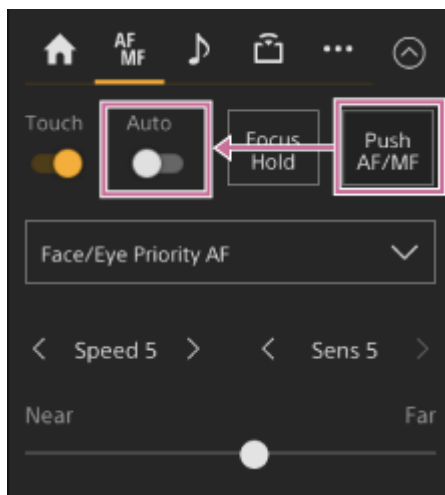 AF
MF
Touch
Auto
Focus
Hold
Push
AF/MF
Face/Eye Priority AF
Speed 5
Sens 5
Near
Far